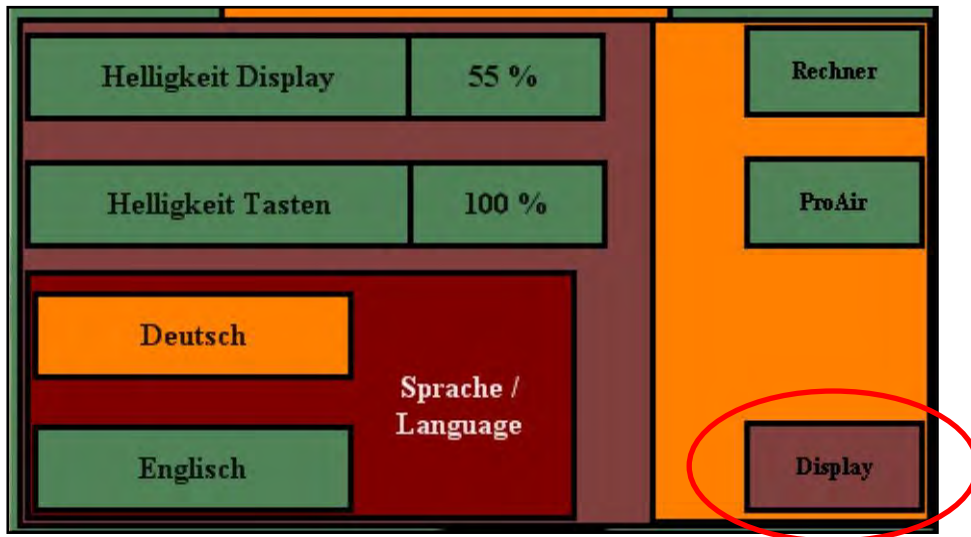 Helligkeit Display 55 %
Rechner
Helligkeit Tasten 100 %
ProAir
Deutsch
Sprache /
Language
Englisch
Display